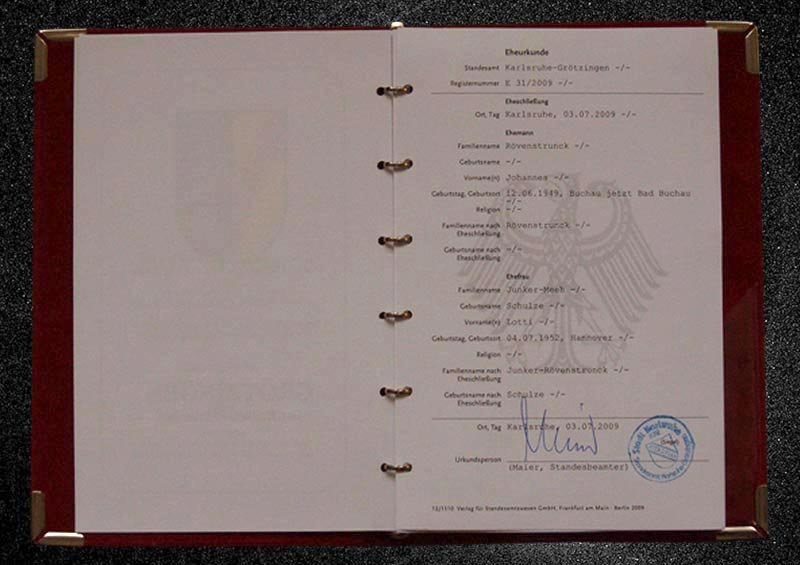 Eheurkunde
Standesamt Karlsruhe-Grötzingen -/-
Registernummer E 31/2009 -/-
Eheschließung
Ort, Tag Karlsruhe, 03.07.2009 -/-
Ehemann
Familienname Rövenstrunck -/-
Geburtsname -/-
Vorname(n) Johannes -/-
Geburtstag, Geburtsort 12.06.1949, Buchau jetzt Bad Buchau
-/-
Religion -/-
Familienname nach Rövenstrunck -/-
Eheschließung
Geburtsname nach -/-
Eheschließung
Ehefrau
Familienname Junker-Meeh -/-
Geburtsname Schulze -/-
Vorname(n) Lotti -/-
Geburtstag, Geburtsort 04.07.1952, Hannover -/-
Religion -/-
Familienname nach Junker-Rövenstronck -/-
Eheschließung
Geburtsname nach Schulze -/-
Eheschließung
Ort, Tag Karlsruhe, 03.07.2009
(Siegel)
Urkundsperson
(Maier, Standesbeamter)
12/1110 Verlag für Standesamtswesen GmbH, Frankfurt am Main · Berlin 2009